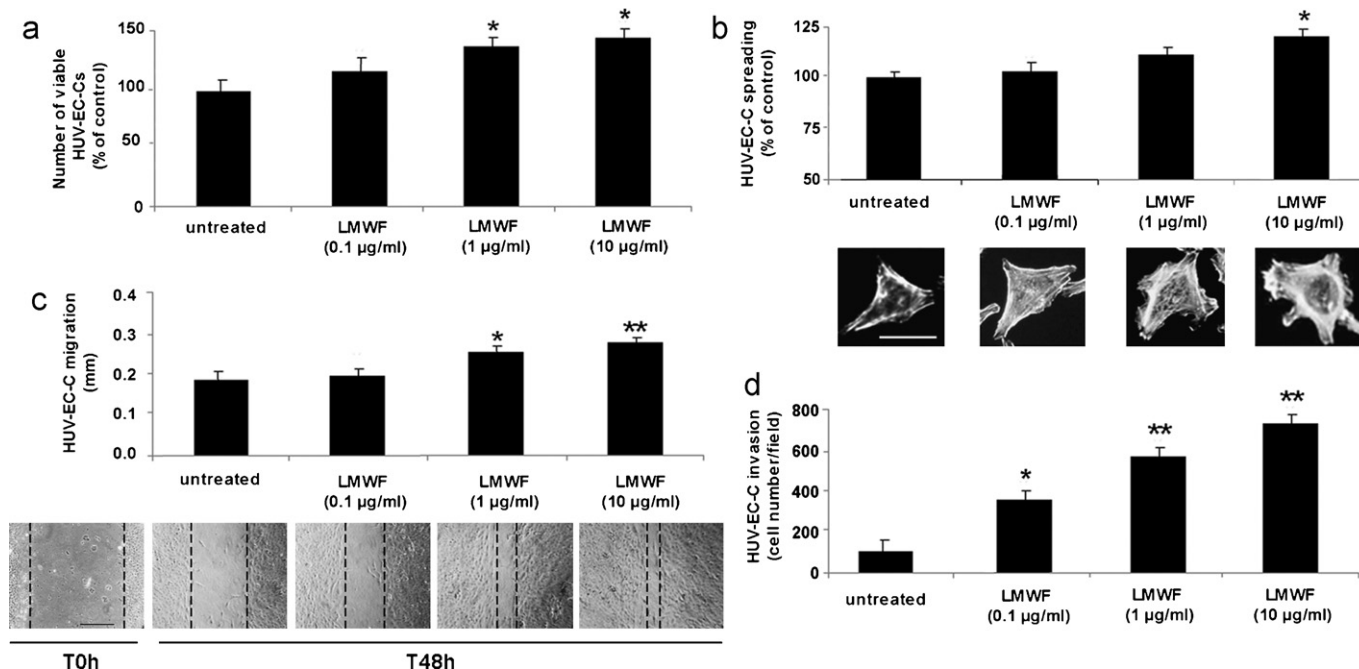 a
Number of viable
HUV-EC-Cs
(% of control)
150
100
50
0
*
*
untreated
LMWF
(0.1 µg/ml)
LMWF
(1 µg/ml)
LMWF
(10 µg/ml)
b
HUV-EC-C spreading
(% of control)
125
100
75
50
*
untreated
LMWF
(0.1 µg/ml)
LMWF
(1 µg/ml)
LMWF
(10 µg/ml)
c
HUV-EC-C migration
(mm)
0.4
0.3
0.2
0.1
0.0
*
**
untreated
LMWF
(0.1 µg/ml)
LMWF
(1 µg/ml)
LMWF
(10 µg/ml)
T0h
T48h
d
HUV-EC-C invasion
(cell number/field)
800
600
400
200
0
*
**
**
untreated
LMWF
(0.1 µg/ml)
LMWF
(1 µg/ml)
LMWF
(10 µg/ml)